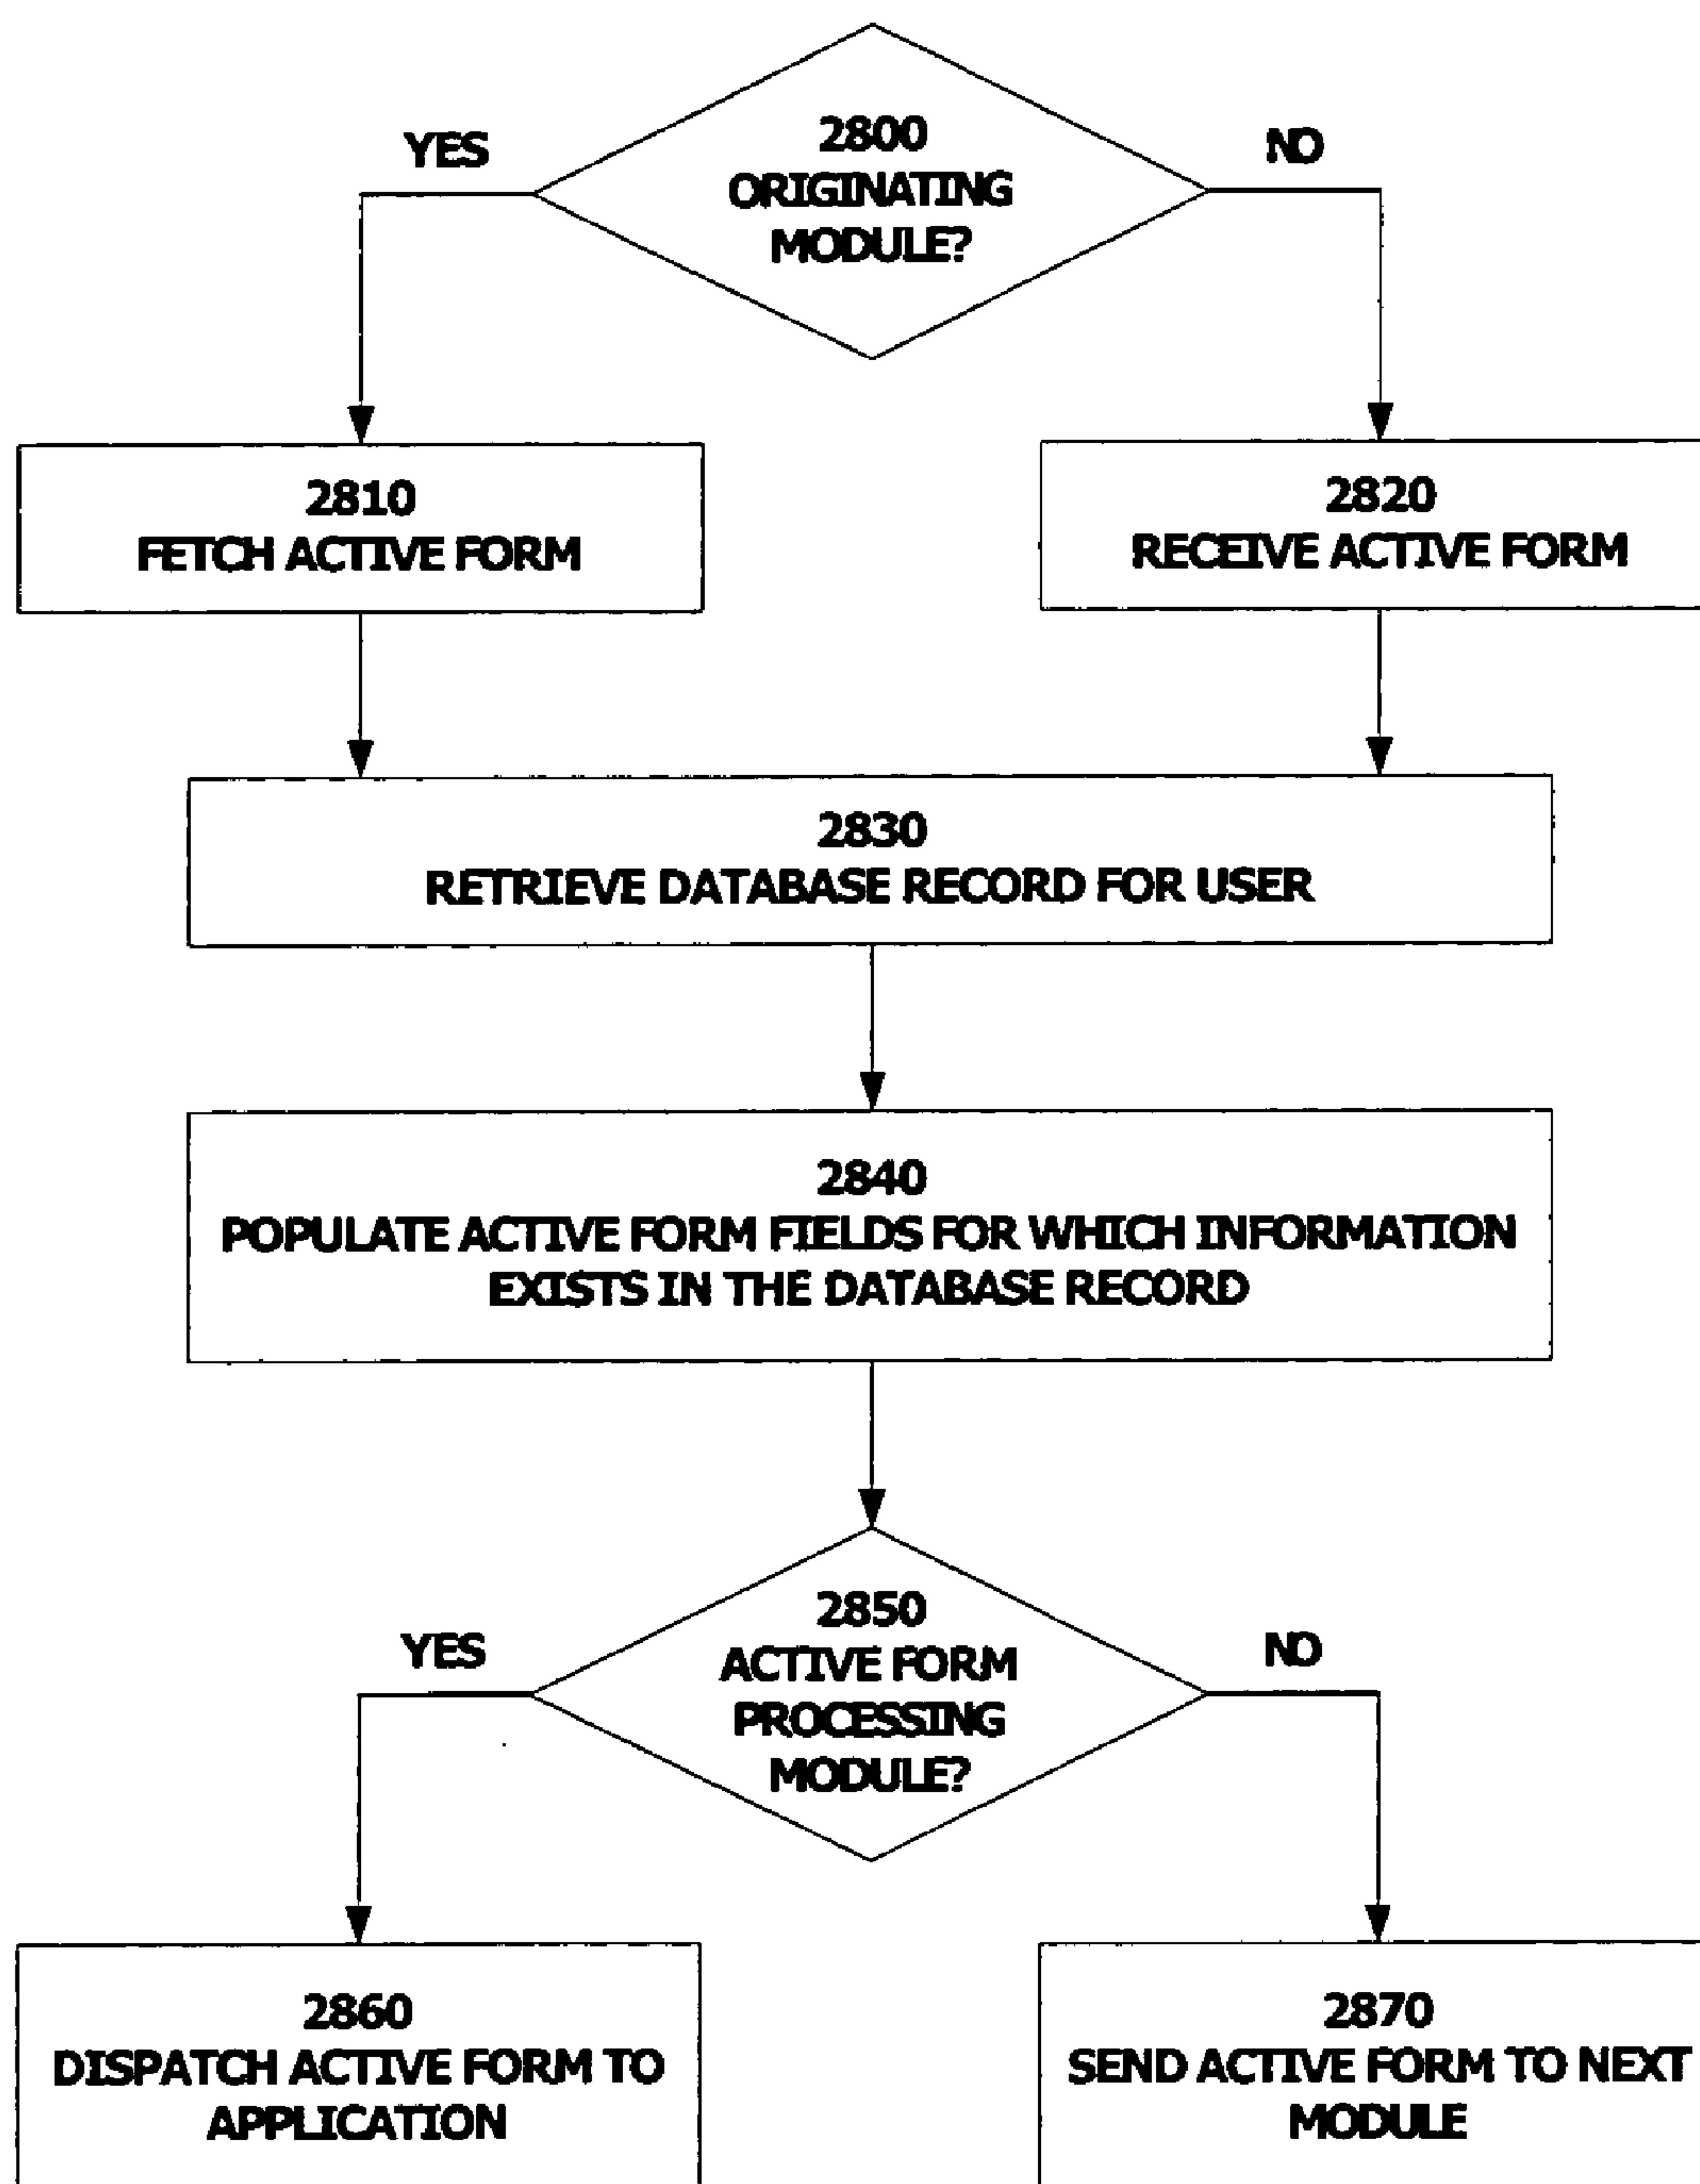 2800
ORIGINATING
MODULE?
YES
NO
2810
FETCH ACTIVE FORM
2820
RECEIVE ACTIVE FORM
2830
RETRIEVE DATABASE RECORD FOR USER
2840
POPULATE ACTIVE FORM FIELDS FOR WHICH INFORMATION
EXISTS IN THE DATABASE RECORD
2850
ACTIVE FORM
PROCESSING
MODULE?
YES
NO
2860
DISPATCH ACTIVE FORM TO
APPLICATION
2870
SEND ACTIVE FORM TO NEXT
MODULE